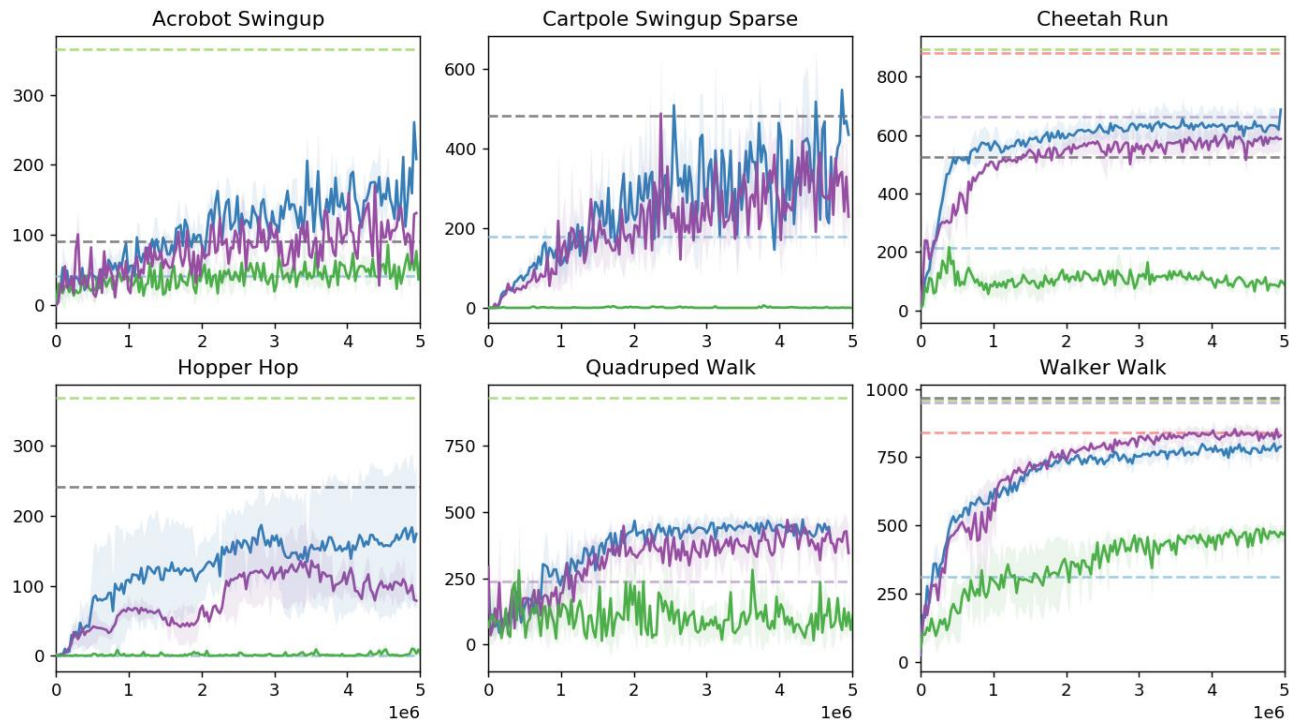 Acrobot Swingup
Cartpole Swingup Sparse
Cheetah Run
300
200
100
0
0 1 2 3 4 5
600
400
200
0
0 1 2 3 4 5
800
600
400
200
0
0 1 2 3 4 5
Hopper Hop
Quadruped Walk
Walker Walk
300
200
100
0
0 1 2 3 4 5
1e6
750
500
250
0
0 1 2 3 4 5
1e6
1000
750
500
250
0
0 1 2 3 4 5
1e6